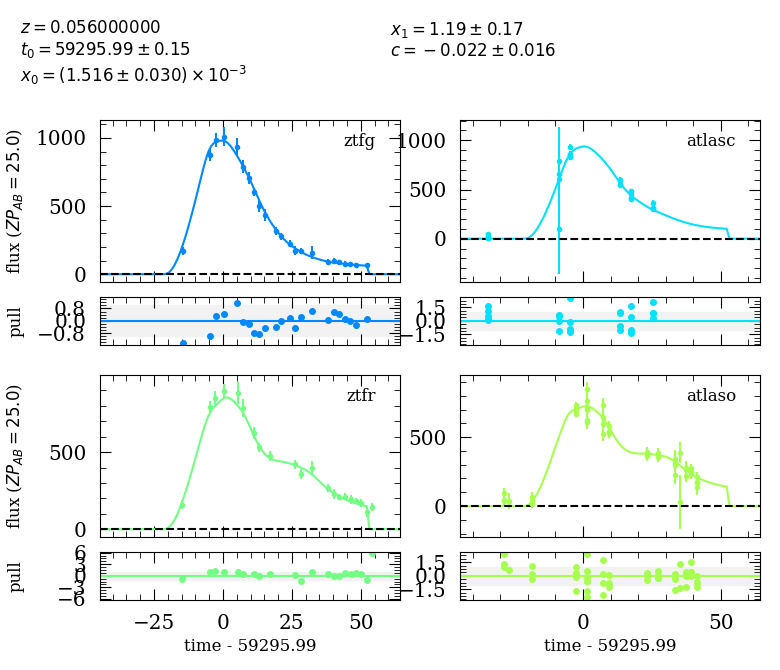 z = 0.056000000
t₀ = 59295.99 ± 0.15
x₀ = (1.516 ± 0.030) × 10⁻³
x₁ = 1.19 ± 0.17
c = −0.022 ± 0.016
flux (ZP_AB = 25.0)
1000
500
0
ztfg
1000
500
0
atlasc
pull
0.8
0.0
−0.8
1.5
0.0
−1.5
flux (ZP_AB = 25.0)
500
0
ztfr
500
0
atlaso
pull
6
3
0
−3
−6
1.5
0.0
−1.5
−25
0
25
50
0
50
time - 59295.99
time - 59295.99